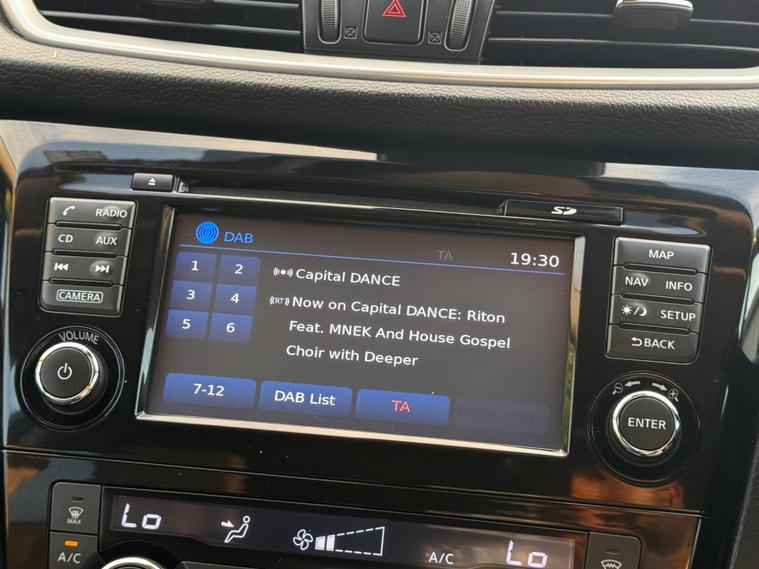 RADIO
CD AUX
CAMERA
VOLUME
SD
DAB
TA 19:30
1 2
3 4
5 6
Capital DANCE
(RT) Now on Capital DANCE: Riton
Feat. MNEK And House Gospel
Choir with Deeper
7-12
DAB List
TA
MAP
NAV INFO
SETUP
BACK
ENTER
MAX
A/C
Lo
A/C
Lo